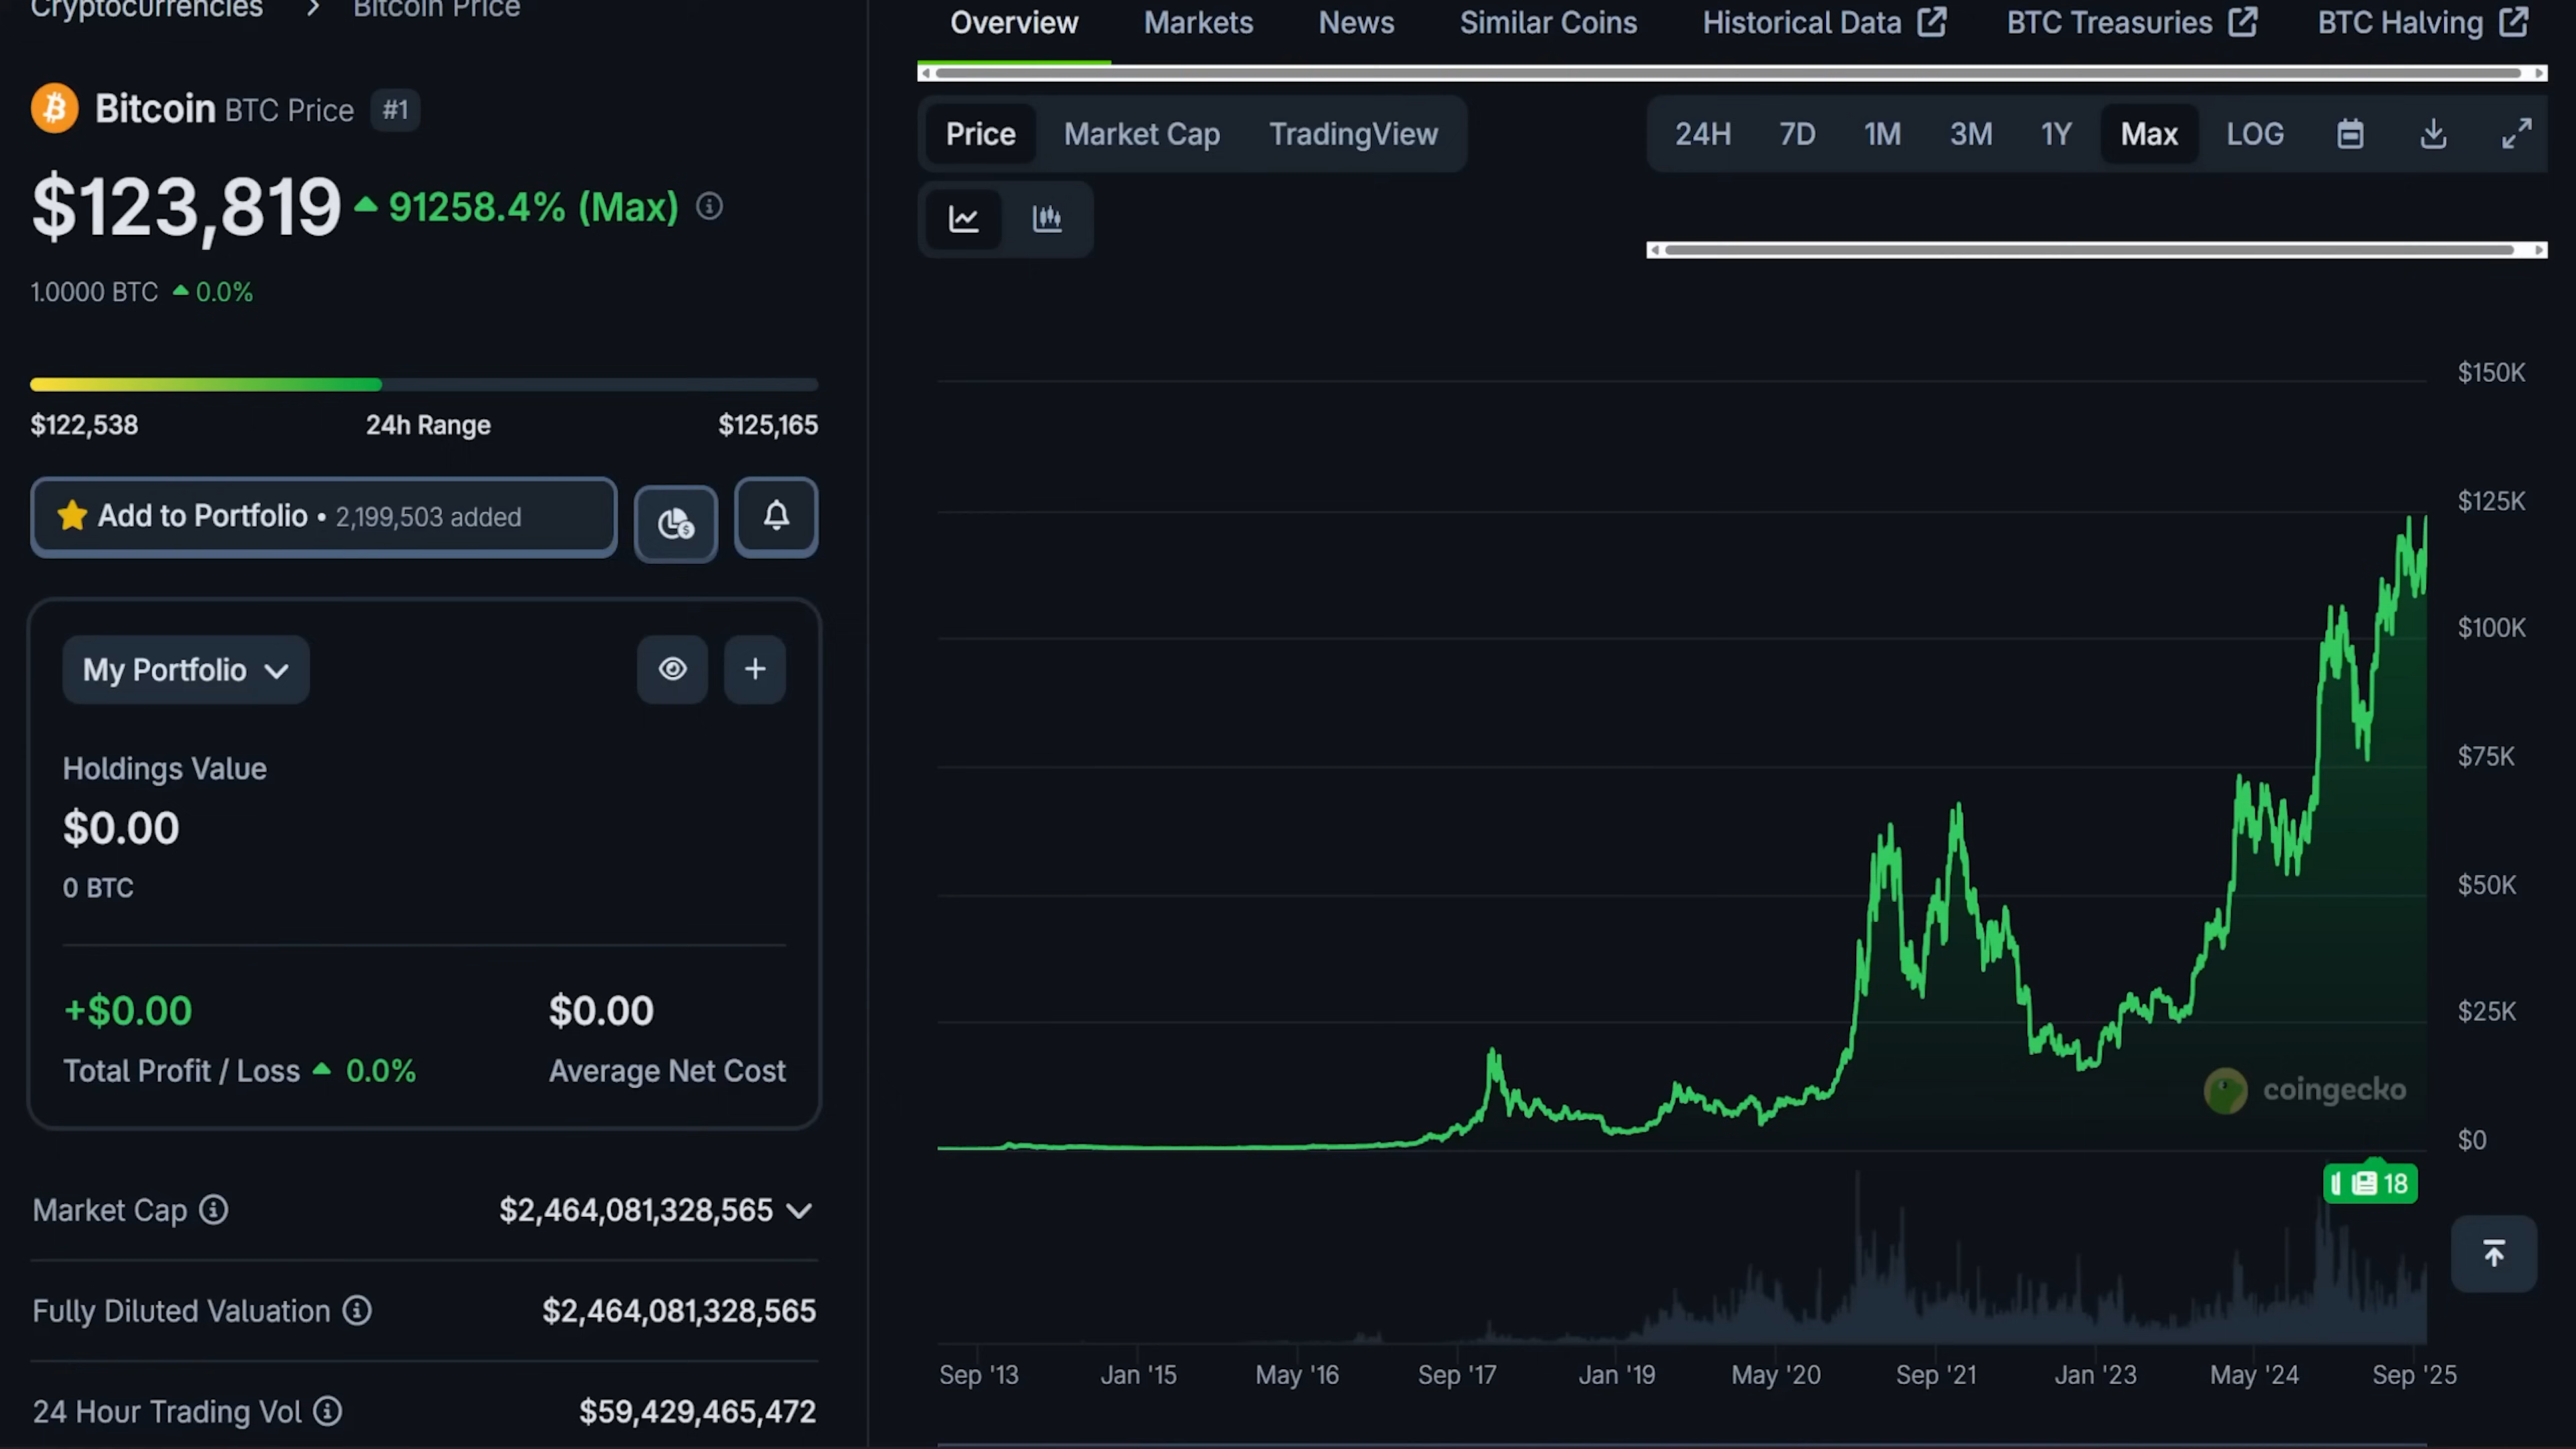 Cryptocurrencies > Bitcoin Price
Bitcoin BTC Price #1
$123,819 91258.4% (Max)
1.0000 BTC 0.0%
$122,538 24h Range $125,165
Add to Portfolio • 2,199,503 added
My Portfolio
Holdings Value
$0.00
0 BTC
+$0.00 $0.00
Total Profit / Loss 0.0% Average Net Cost
Market Cap $2,464,081,328,565
Fully Diluted Valuation $2,464,081,328,565
24 Hour Trading Vol $59,429,465,472
Overview Markets News Similar Coins Historical Data BTC Treasuries BTC Halving
Price Market Cap TradingView
24H 7D 1M 3M 1Y Max LOG
$150K
$125K
$100K
$75K
$50K
$25K
coingecko
$0
18
Sep '13 Jan '15 May '16 Sep '17 Jan '19 May '20 Sep '21 Jan '23 May '24 Sep '25